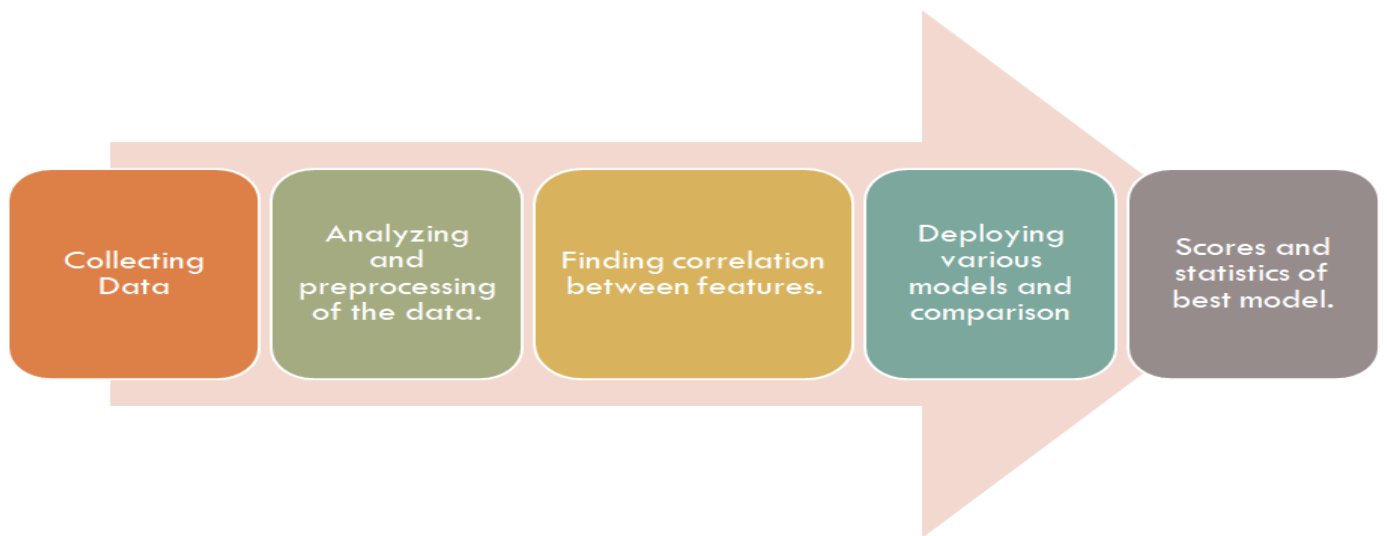 Collecting
Data
Analyzing
and
preprocessing
of the data.
Finding correlation
between features.
Deploying
various
models and
comparison
Scores and
statistics of
best model.